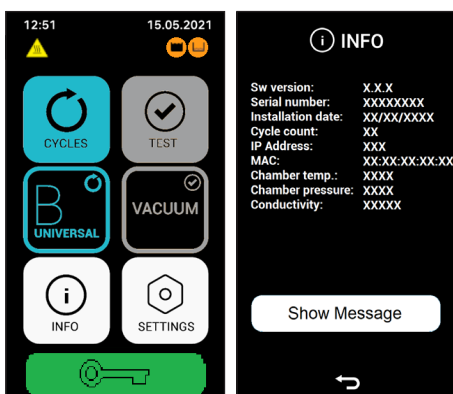 12:51 15.05.2021
CYCLES
TEST
B
UNIVERSAL
VACUUM
INFO
SETTINGS
i INFO
Sw version: X.X.X
Serial number: XXXXXXXX
Installation date: XX/XX/XXXX
Cycle count: XX
IP Address: XXX
MAC: XX:XX:XX:XX:XX
Chamber temp.: XXXX
Chamber pressure: XXXX
Conductivity: XXXXX
Show Message